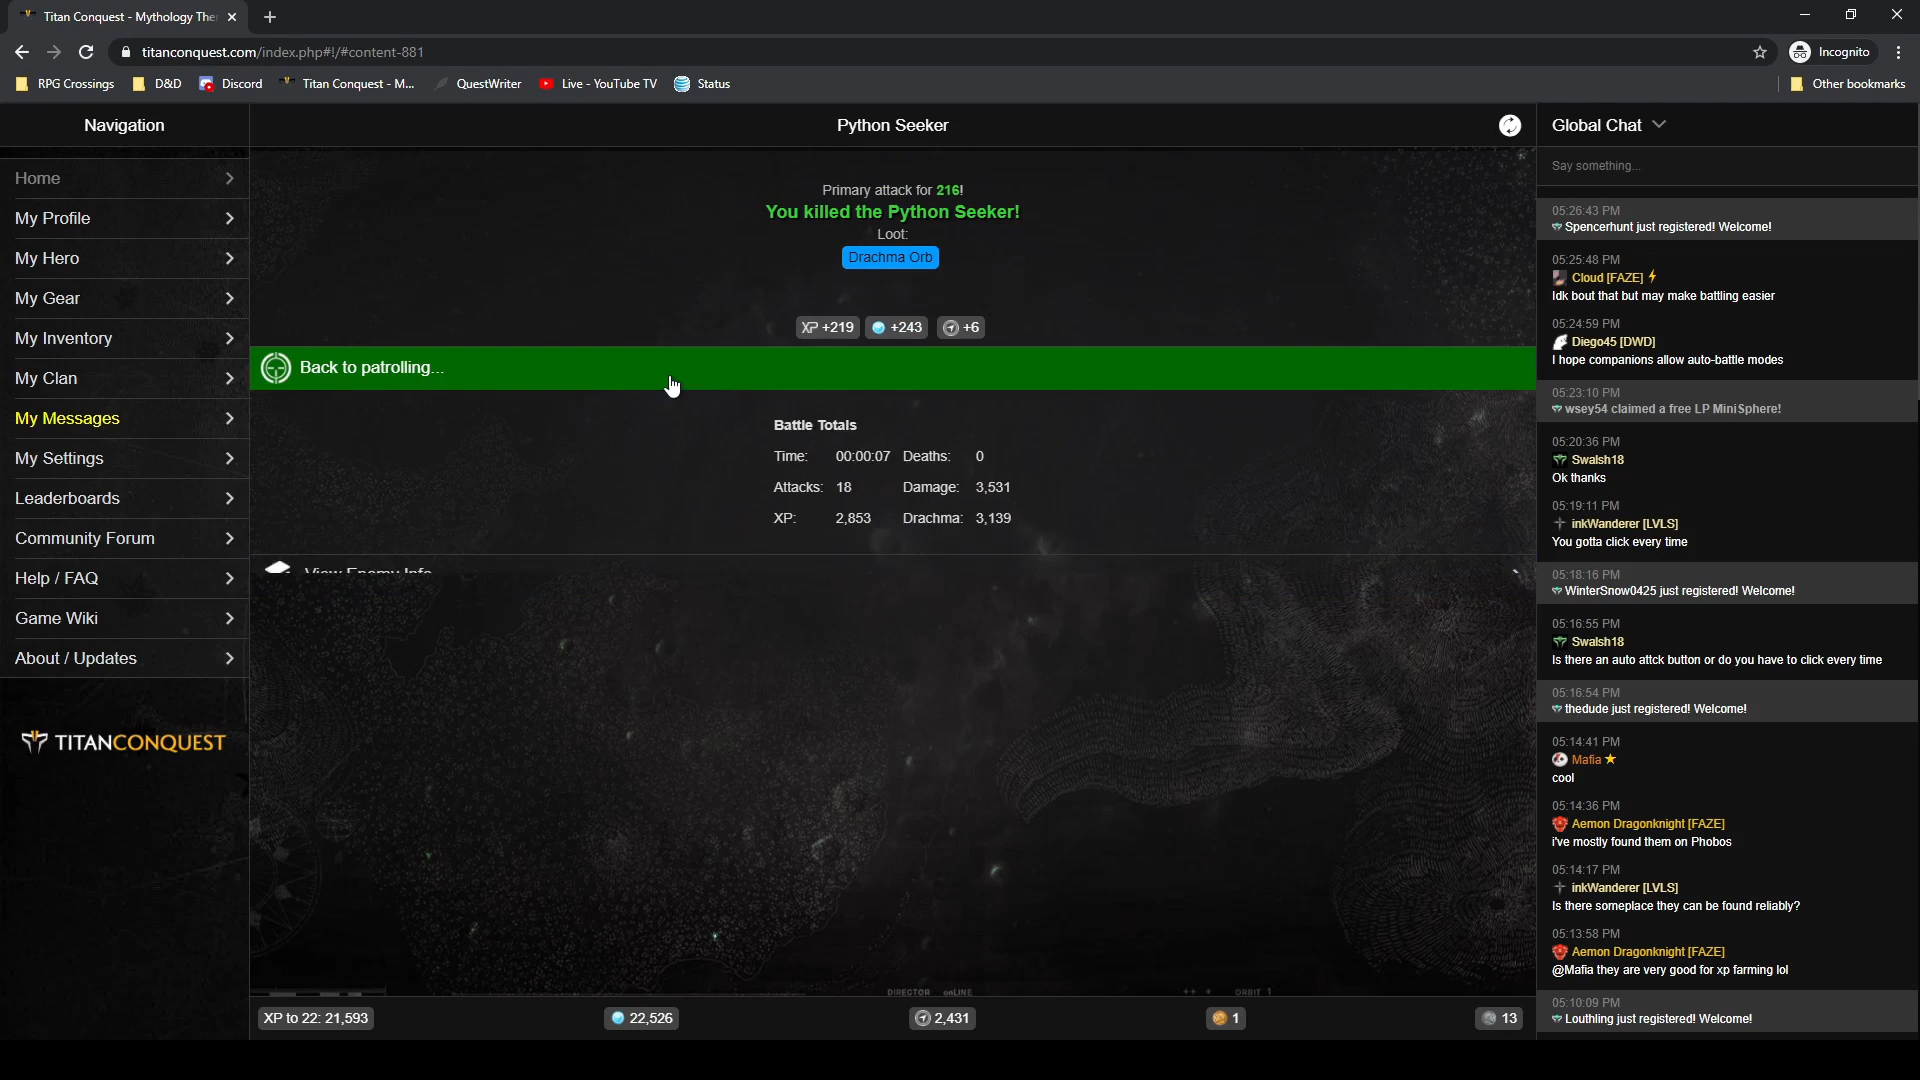 Titan Conquest - Mythology The
titanconquest.com/index.php#!/#content-881
Incognito
RPG Crossings
D&D
Discord
Titan Conquest - M...
QuestWriter
Live - YouTube TV
Status
Other bookmarks
Navigation
Home
My Profile
My Hero
My Gear
My Inventory
My Clan
My Messages
My Settings
Leaderboards
Community Forum
Help / FAQ
Game Wiki
About / Updates
TITANCONQUEST
Python Seeker
Primary attack for 216!
You killed the Python Seeker!
Loot:
Drachma Orb
XP +219 +243 +6
Back to patrolling...
Battle Totals
Time: 00:00:07 Deaths: 0
Attacks: 18 Damage: 3,531
XP: 2,853 Drachma: 3,139
View Enemy Info
DIRECTOR onLINE
ORBIT 1
XP to 22: 21,593
22,526
2,431
1
13
Global Chat
Say something...
05:26:43 PM
Spencerhunt just registered! Welcome!
05:25:48 PM
Cloud [FAZE]
Idk bout that but may make battling easier
05:24:59 PM
Diego45 [DWD]
I hope companions allow auto-battle modes
05:23:10 PM
wsey54 claimed a free LP MiniSphere!
05:20:36 PM
Swalsh18
Ok thanks
05:19:11 PM
inkWanderer [LVLS]
You gotta click every time
05:18:16 PM
WinterSnow0425 just registered! Welcome!
05:16:55 PM
Swalsh18
Is there an auto attck button or do you have to click every time
05:16:54 PM
thedude just registered! Welcome!
05:14:41 PM
Mafia
cool
05:14:36 PM
Aemon Dragonknight [FAZE]
i've mostly found them on Phobos
05:14:17 PM
inkWanderer [LVLS]
Is there someplace they can be found reliably?
05:13:58 PM
Aemon Dragonknight [FAZE]
@Mafia they are very good for xp farming lol
05:10:09 PM
Louthling just registered! Welcome!